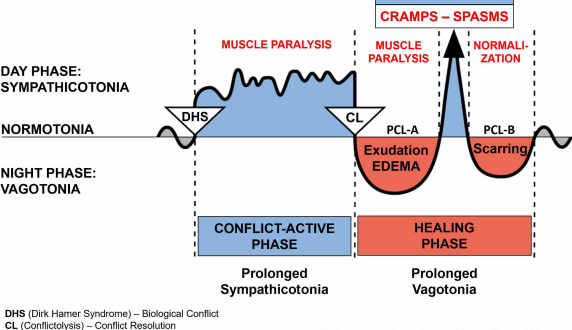 CRAMPS – SPASMS
MUSCLE PARALYSIS
MUSCLE
PARALYSIS
NORMALI-
ZATION
DAY PHASE:
SYMPATHICOTONIA
DHS
CL
NORMOTONIA
PCL-A
PCL-B
Exudation
EDEMA
Scarring
NIGHT PHASE:
VAGOTONIA
CONFLICT-ACTIVE
PHASE
HEALING
PHASE
Prolonged
Sympathicotonia
Prolonged
Vagotonia
DHS (Dirk Hamer Syndrome) – Biological Conflict
CL (Conflictolysis) – Conflict Resolution